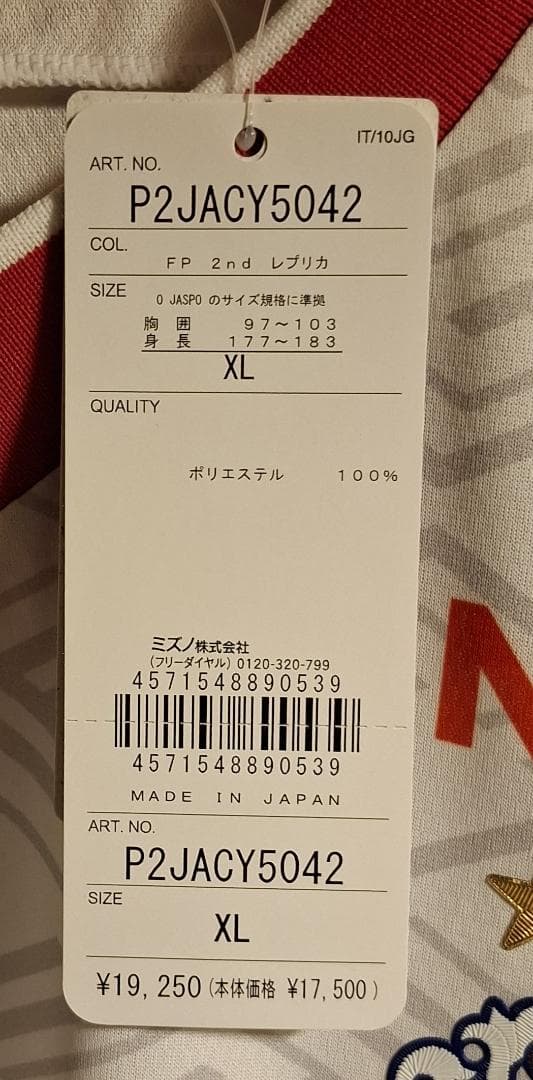 IT/10JG
ART. NO.
P2JACY5042
COL.
FP 2nd レプリカ
SIZE O JASPO のサイズ規格に準拠
胸 囲 97～103
身 長 177～183
XL
QUALITY
ポリエステル 100%
ミズノ株式会社
(フリーダイヤル) 0120-320-799
4571548890539
4571548890539
MADE IN JAPAN
ART. NO.
P2JACY5042
SIZE
XL
¥19,250 (本体価格 ¥17,500)